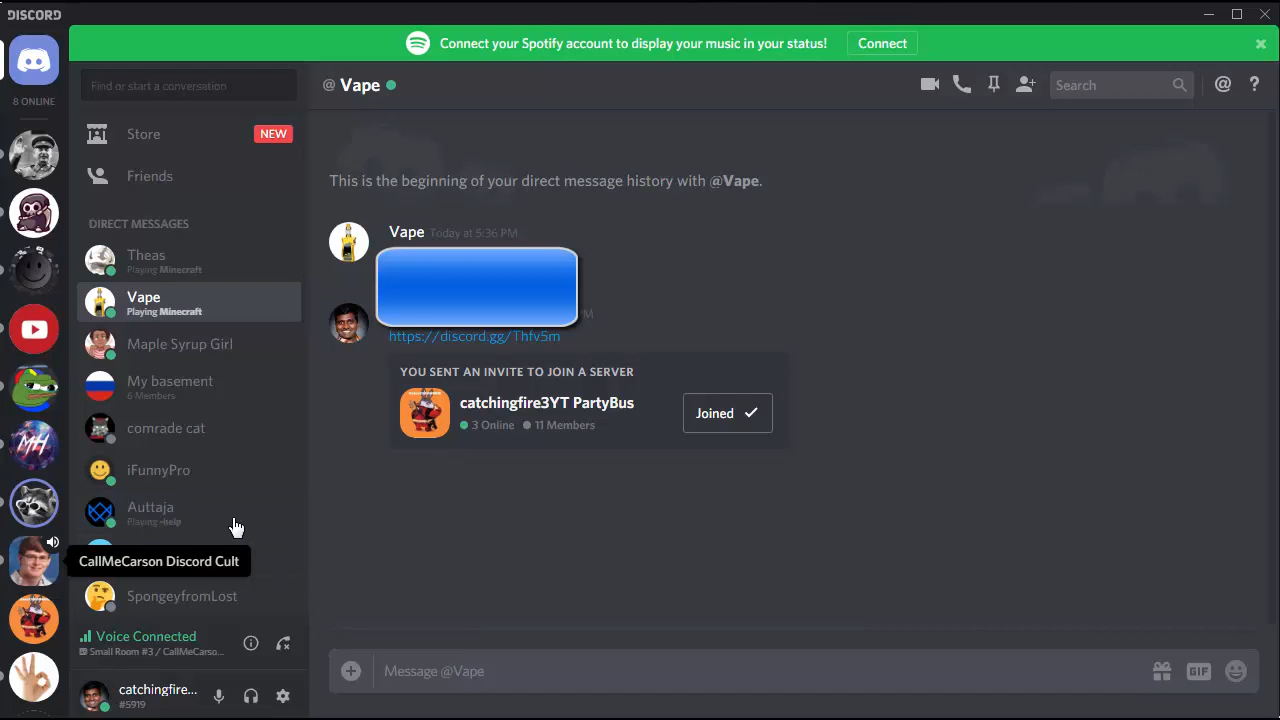 DISCORD
Connect your Spotify account to display your music in your status!
Connect
8 ONLINE
Find or start a conversation
Store
NEW
Friends
DIRECT MESSAGES
Theas
Playing Minecraft
Vape
Playing Minecraft
Maple Syrup Girl
My basement
6 Members
comrade cat
iFunnyPro
Auttaja
Playing -help
CallMeCarson Discord Cult
SpongeyfromLost
Voice Connected
Small Room #3 / CallMeCarso...
catchingfire...
#5919
@ Vape
Search
This is the beginning of your direct message history with @Vape.
Vape Today at 5:36 PM
PM
https://discord.gg/Thfv5m
YOU SENT AN INVITE TO JOIN A SERVER
catchingfire3YT PartyBus
3 Online 11 Members
Joined
Message @Vape
GIF